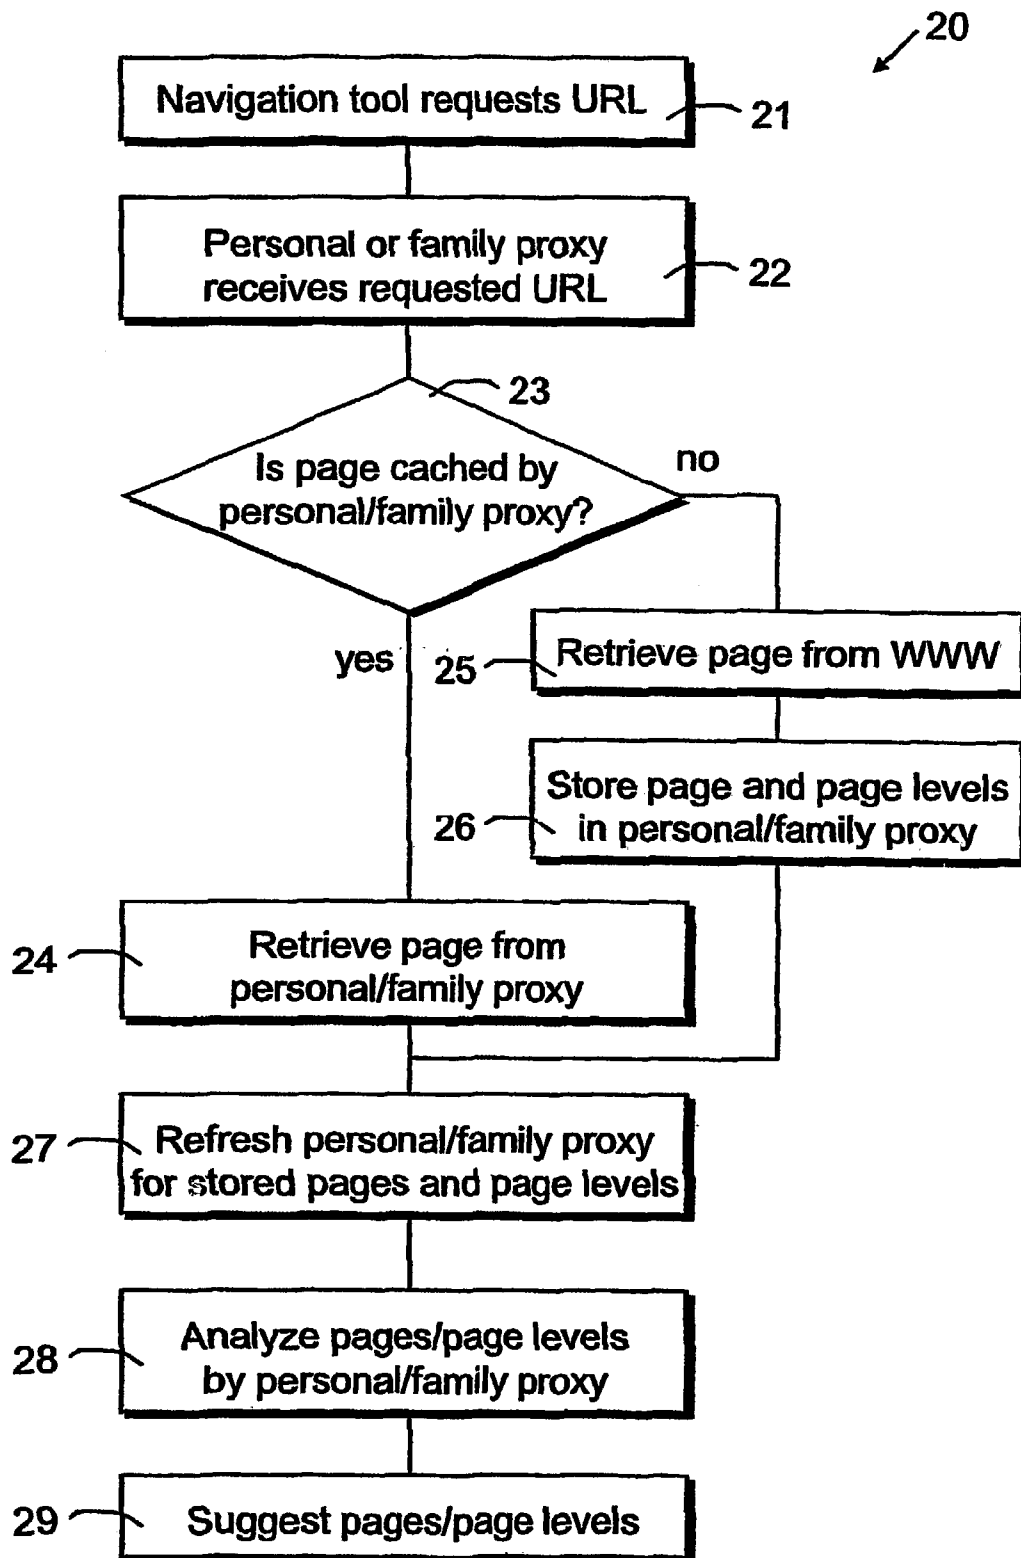 20
Navigation tool requests URL
21
Personal or family proxy
receives requested URL
22
23
Is page cached by
personal/family proxy?
no
yes
25
Retrieve page from WWW
Store page and page levels
in personal/family proxy
26
24
Retrieve page from
personal/family proxy
27
Refresh personal/family proxy
for stored pages and page levels
28
Analyze pages/page levels
by personal/family proxy
29
Suggest pages/page levels